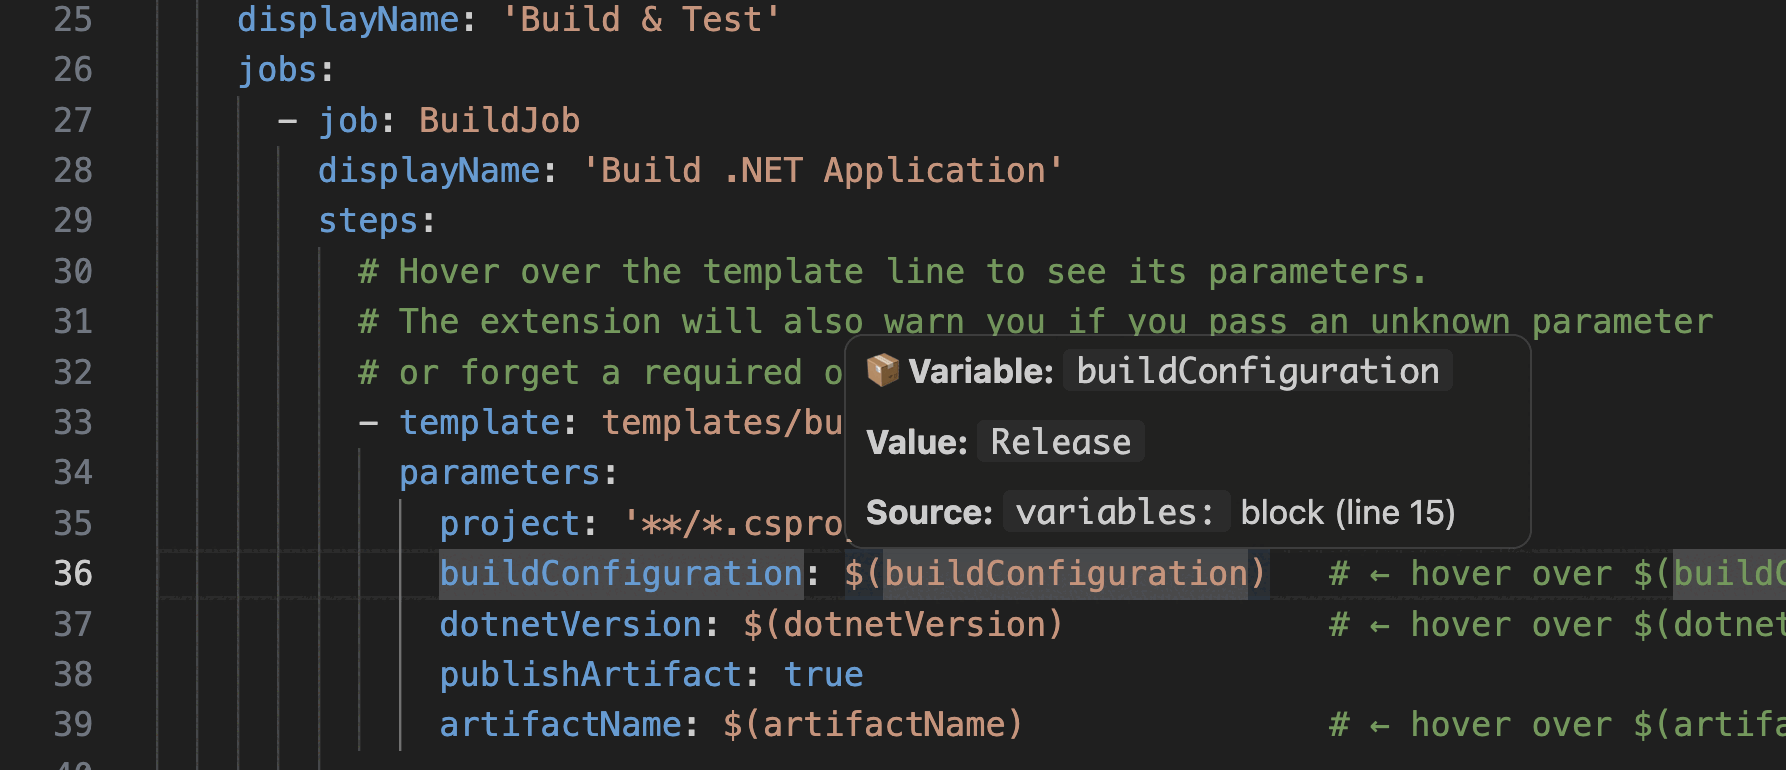 25 displayName: 'Build & Test'
26 jobs:
27 - job: BuildJob
28 displayName: 'Build .NET Application'
29 steps:
30 # Hover over the template line to see its parameters.
31 # The extension will also warn you if you pass an unknown parameter
32 # or forget a required
33 - template: templates/bu
34 parameters:
35 project: '**/*.cspro
📦 Variable: buildConfiguration
Value: Release
Source: variables: block (line 15)
36 buildConfiguration: $(buildConfiguration) # ← hover over $(buildC
37 dotnetVersion: $(dotnetVersion) # ← hover over $(dotnet
38 publishArtifact: true
39 artifactName: $(artifactName) # ← hover over $(artifa